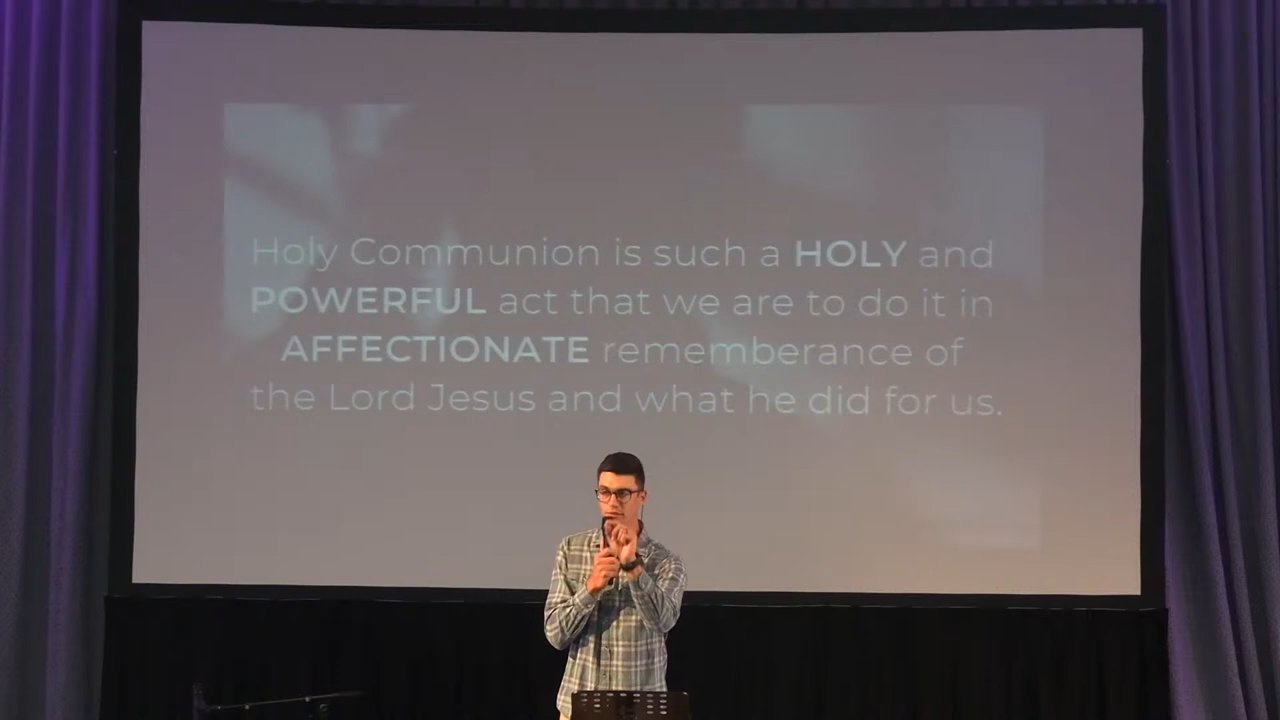 Holy Communion is such a HOLY and
POWERFUL act that we are to do it in
AFFECTIONATE rememberance of
the Lord Jesus and what he did for us.